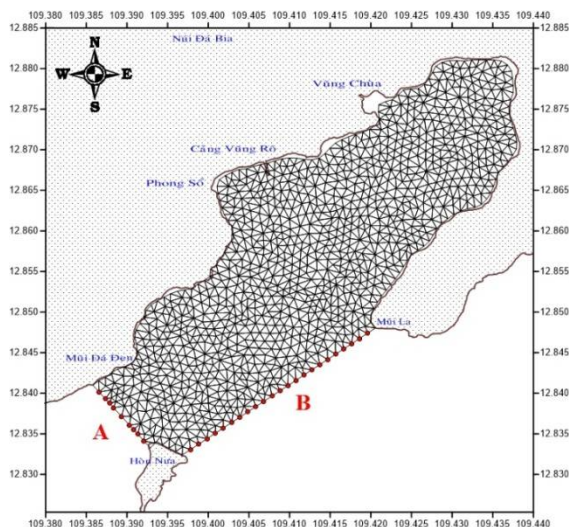 109.380 109.385 109.390 109.395 109.400 109.405 109.410 109.415 109.420 109.425 109.430 109.435 109.440
12.885
12.880
12.875
12.870
12.865
12.860
12.855
12.850
12.845
12.840
12.835
12.830
N
W E
S
Núi Đá Bia
Vũng Chùa
Cảng Vũng Rô
Phong Sổ
Mũi La
Mũi Đá Đen
A
B
Hòn Nưa
109.380 109.385 109.390 109.395 109.400 109.405 109.410 109.415 109.420 109.425 109.430 109.435 109.440